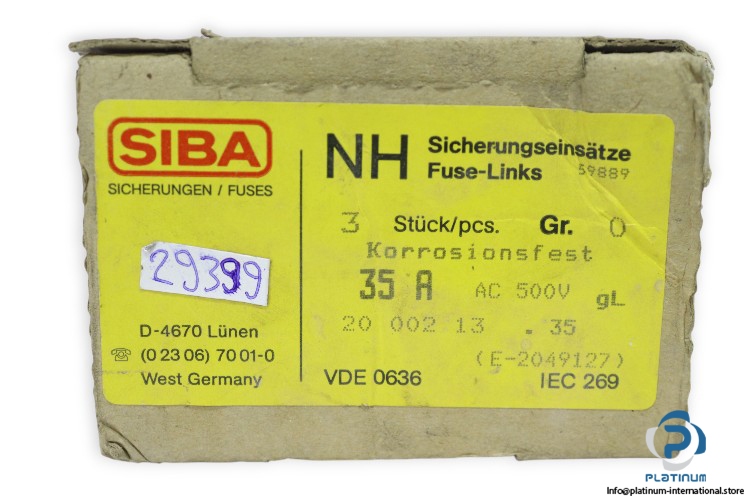 SIBA
SICHERUNGEN / FUSES
29399
D-4670 Lünen
☎ (0 23 06) 70 01-0
West Germany
NH Sicherungseinsätze
Fuse-Links 59889
3 Stück/pcs. Gr. 0
Korrosionsfest
35 A AC 500V gL
20 002 13 . 35
(E-2049127)
VDE 0636 IEC 269
PLATINUM
Info@platinum-international.store